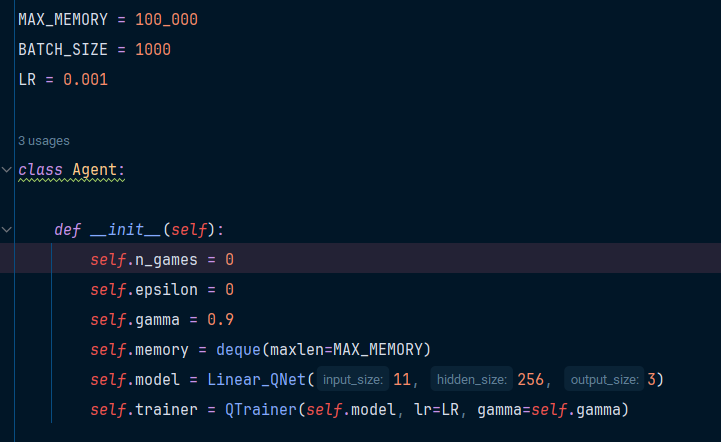 MAX_MEMORY = 100_000
BATCH_SIZE = 1000
LR = 0.001
3 usages
class Agent:
def __init__(self):
self.n_games = 0
self.epsilon = 0
self.gamma = 0.9
self.memory = deque(maxlen=MAX_MEMORY)
self.model = Linear_QNet( input_size: 11, hidden_size: 256, output_size: 3)
self.trainer = QTrainer(self.model, lr=LR, gamma=self.gamma)